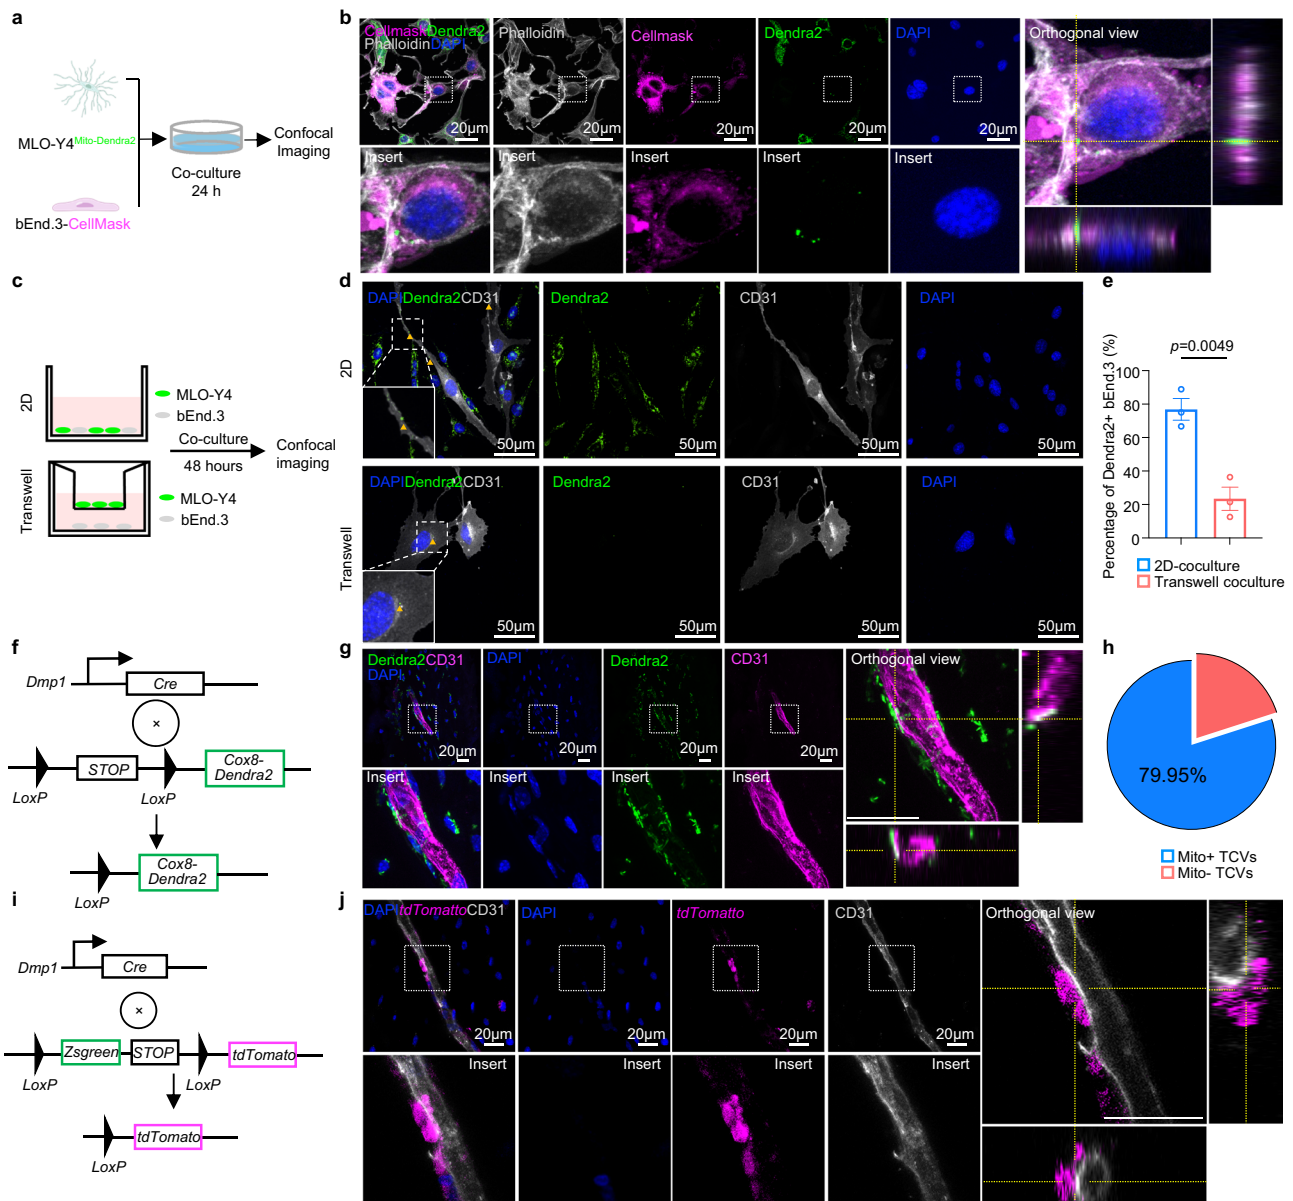 a
MLO-Y4Mito-Dendra2
bEnd.3-CellMask
Co-culture
24 h
Confocal
Imaging
b
CellmaskDendra2
PhalloidinDAPI
20µm
Phalloidin
20µm
Cellmask
20µm
Dendra2
20µm
DAPI
20µm
Orthogonal view
Insert
Insert
Insert
Insert
Insert
c
2D
MLO-Y4
bEnd.3
Co-culture
48 hours
Confocal
imaging
Transwell
MLO-Y4
bEnd.3
d
2D
DAPIDendra2CD31
50µm
Dendra2
50µm
CD31
50µm
DAPI
50µm
Transwell
DAPIDendra2CD31
50µm
Dendra2
50µm
CD31
50µm
DAPI
50µm
e
p=0.0049
Percentage of Dendra2+ bEnd.3 (%)
100
80
60
40
20
0
2D-coculture
Transwell coculture
f
Dmp1
Cre
×
STOP
Cox8-
Dendra2
LoxP
LoxP
Cox8-
Dendra2
LoxP
g
Dendra2CD31
DAPI
20µm
DAPI
20µm
Dendra2
20µm
CD31
20µm
Orthogonal view
Insert
Insert
Insert
Insert
h
79.95%
Mito+ TCVs
Mito- TCVs
i
Dmp1
Cre
×
Zsgreen
STOP
tdTomato
LoxP
LoxP
tdTomato
LoxP
j
DAPItdTomattoCD31
20µm
DAPI
20µm
tdTomatto
20µm
CD31
20µm
Orthogonal view
Insert
Insert
Insert
Insert